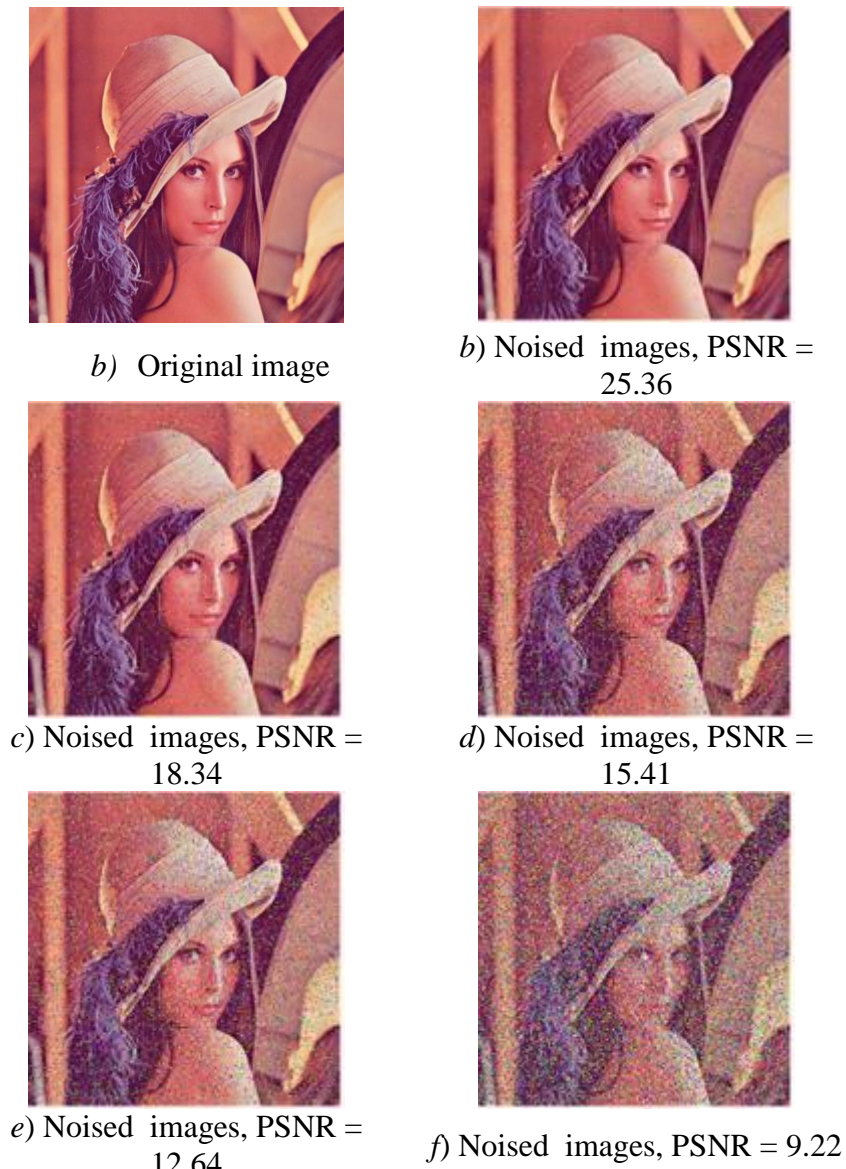 b) Original image
b) Noised images, PSNR =
25.36
c) Noised images, PSNR =
18.34
d) Noised images, PSNR =
15.41
e) Noised images, PSNR =
12.64
f) Noised images, PSNR = 9.22